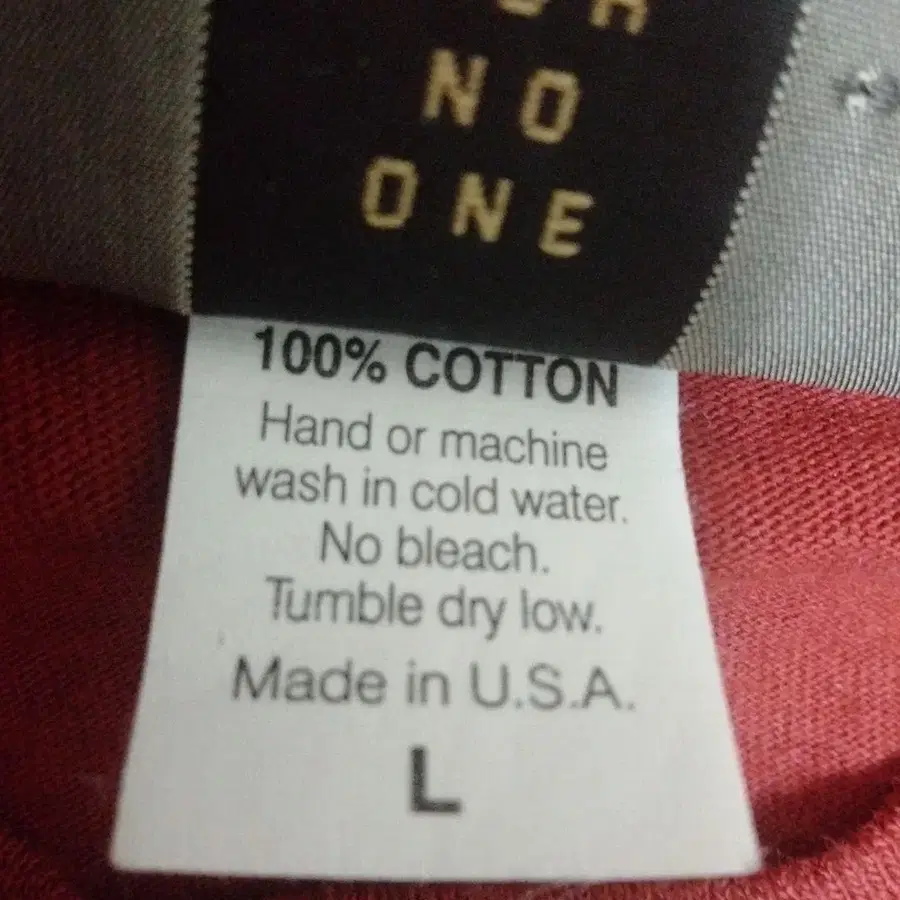 NO
ONE
100% COTTON
Hand or machine
wash in cold water.
No bleach.
Tumble dry low.
Made in U.S.A.
L